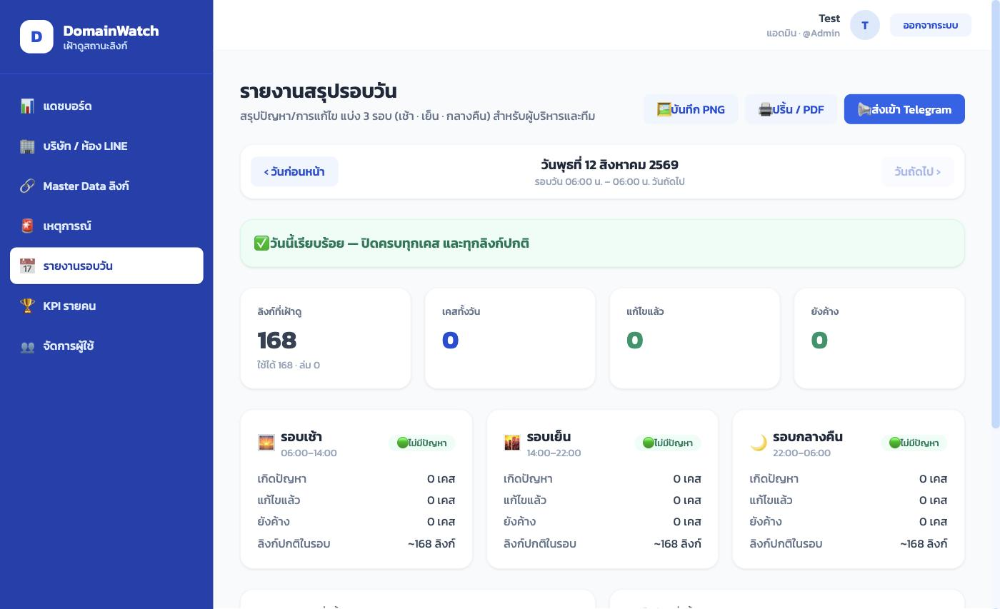 D
DomainWatch
เฝ้าดูสถานะลิงก์
แดชบอร์ด
บริษัท / ห้อง LINE
Master Data ลิงก์
เหตุการณ์
17
รายงานรอบวัน
KPI รายคน
จัดการผู้ใช้
Test
แอดมิน · @Admin
T
ออกจากระบบ
รายงานสรุปรอบวัน
สรุปปัญหา/การแก้ไข แบ่ง 3 รอบ (เช้า · เย็น · กลางคืน) สำหรับผู้บริหารและทีม
บันทึก PNG
ปริ้น / PDF
ส่งเข้า Telegram
‹ วันก่อนหน้า
วันพุธที่ 12 สิงหาคม 2569
รอบวัน 06:00 น. – 06:00 น. วันถัดไป
วันถัดไป ›
วันนี้เรียบร้อย — ปิดครบทุกเคส และทุกลิงก์ปกติ
ลิงก์ที่เฝ้าดู
168
ใช้ได้ 168 · ล่ม 0
เคสทั้งวัน
0
แก้ไขแล้ว
0
ยังค้าง
0
รอบเช้า
06:00–14:00
ไม่มีปัญหา
เกิดปัญหา 0 เคส
แก้ไขแล้ว 0 เคส
ยังค้าง 0 เคส
ลิงก์ปกติในรอบ ~168 ลิงก์
รอบเย็น
14:00–22:00
ไม่มีปัญหา
เกิดปัญหา 0 เคส
แก้ไขแล้ว 0 เคส
ยังค้าง 0 เคส
ลิงก์ปกติในรอบ ~168 ลิงก์
รอบกลางคืน
22:00–06:00
ไม่มีปัญหา
เกิดปัญหา 0 เคส
แก้ไขแล้ว 0 เคส
ยังค้าง 0 เคส
ลิงก์ปกติในรอบ ~168 ลิงก์